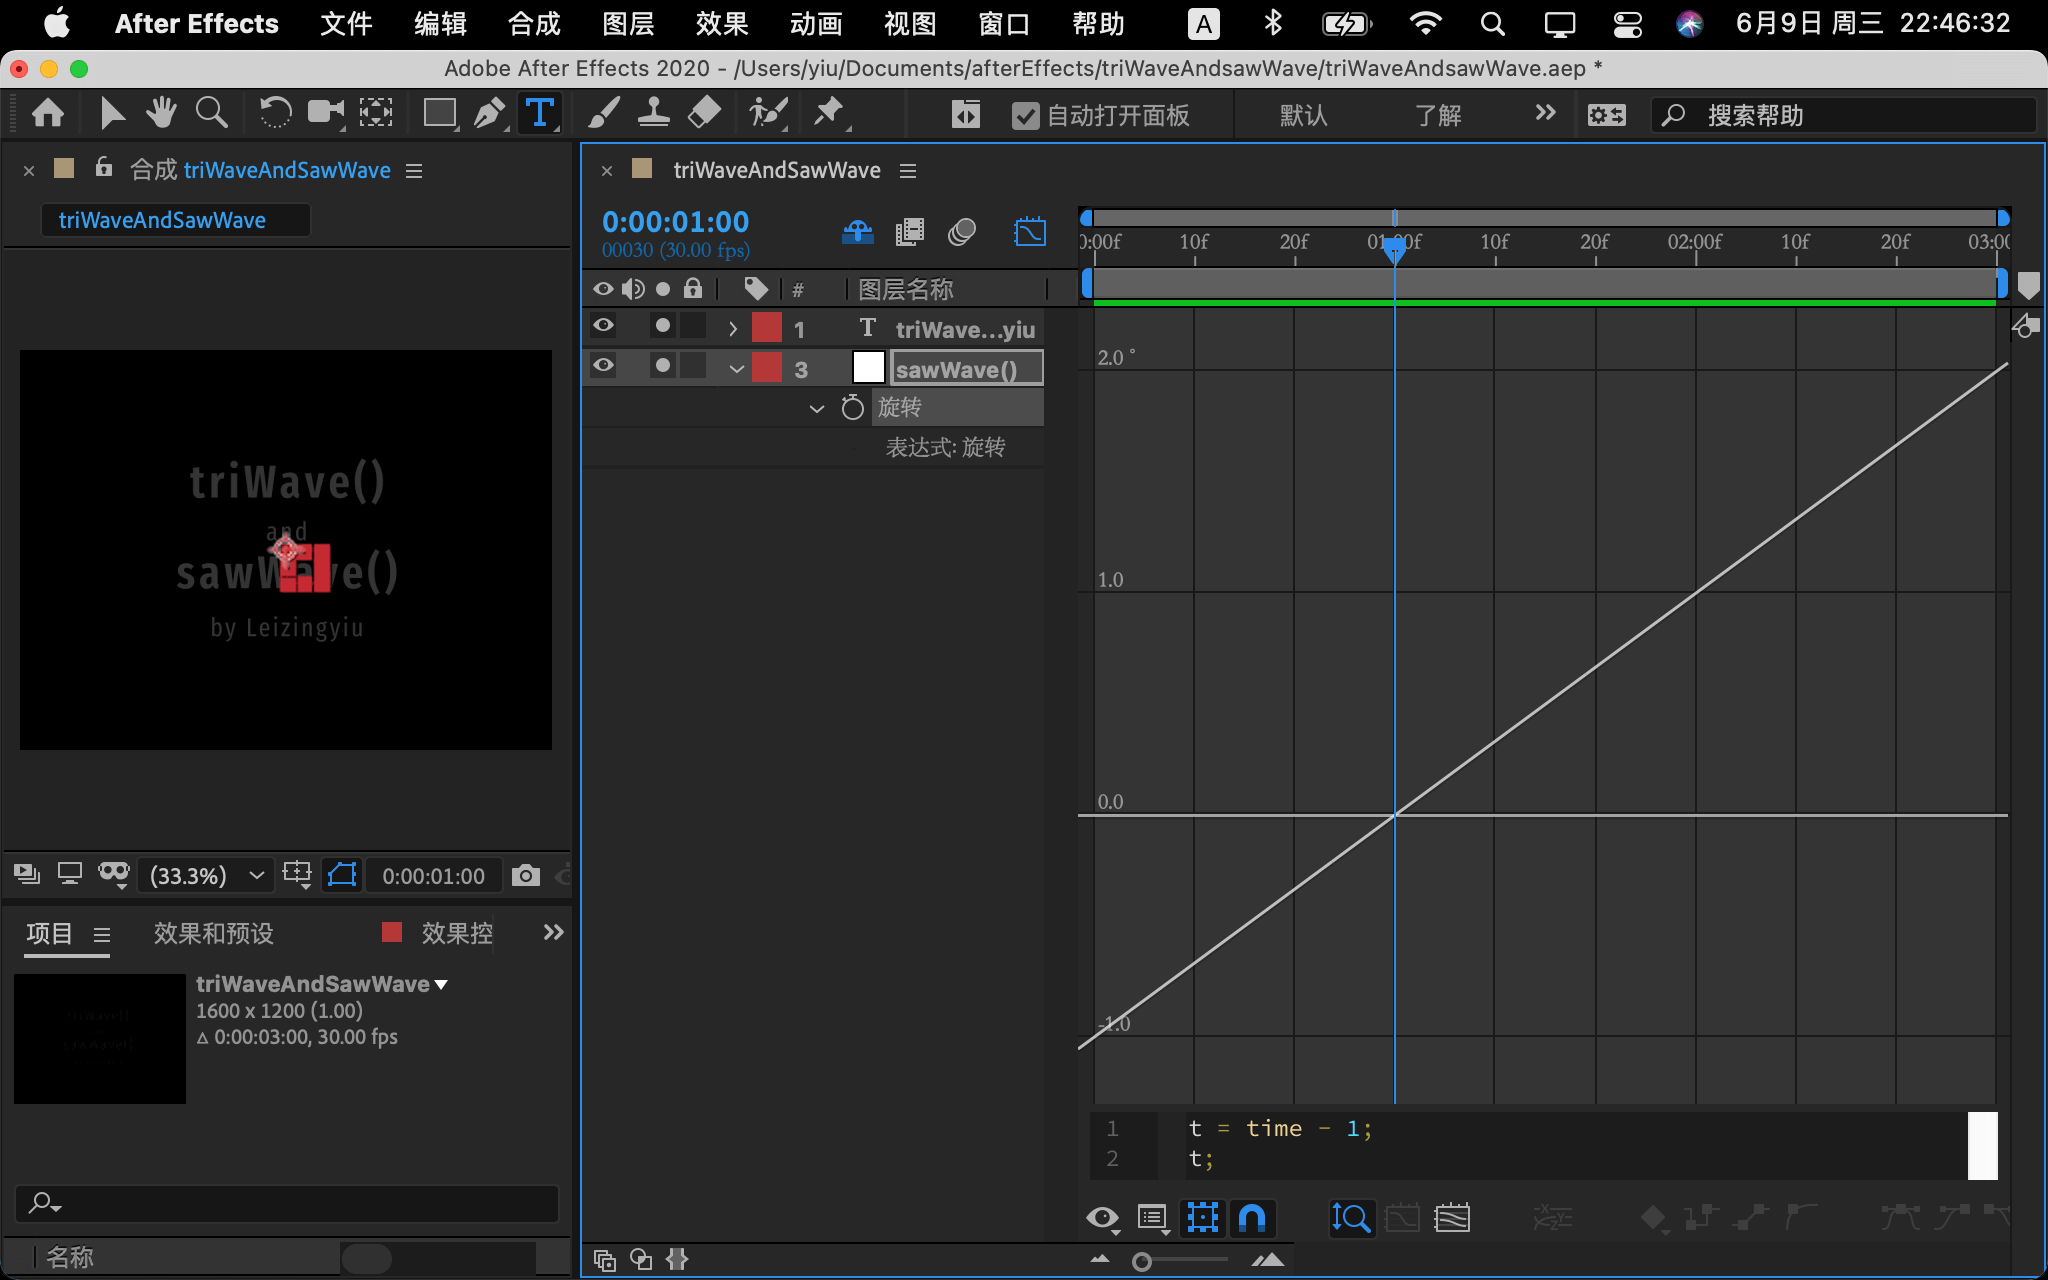 After Effects 文件 编辑 合成 图层 效果 动画 视图 窗口 帮助 A 6月9日 周三 22:46:32
Adobe After Effects 2020 - /Users/yiu/Documents/afterEffects/triWaveAndsawWave/triWaveAndsawWave.aep *
T 自动打开面板 默认 了解 搜索帮助
合成 triWaveAndSawWave
triWaveAndSawWave
triWave()
and
by Leizingyiu
(33.3%) 0:00:01:00
项目 效果和预设 效果控
triWaveAndSawWave
1600 x 1200 (1.00)
Δ 0:00:03:00, 30.00 fps
名称
triWaveAndSawWave
0:00:01:00
00030 (30.00 fps)
# 图层名称
1 T triWave...yiu
3 sawWave()
旋转
表达式: 旋转
0:00f 10f 20f 01:00f 10f 20f 02:00f 10f 20f 03:00
2.0 °
1.0
0.0
-1.0
1 t = time - 1;
2 t;